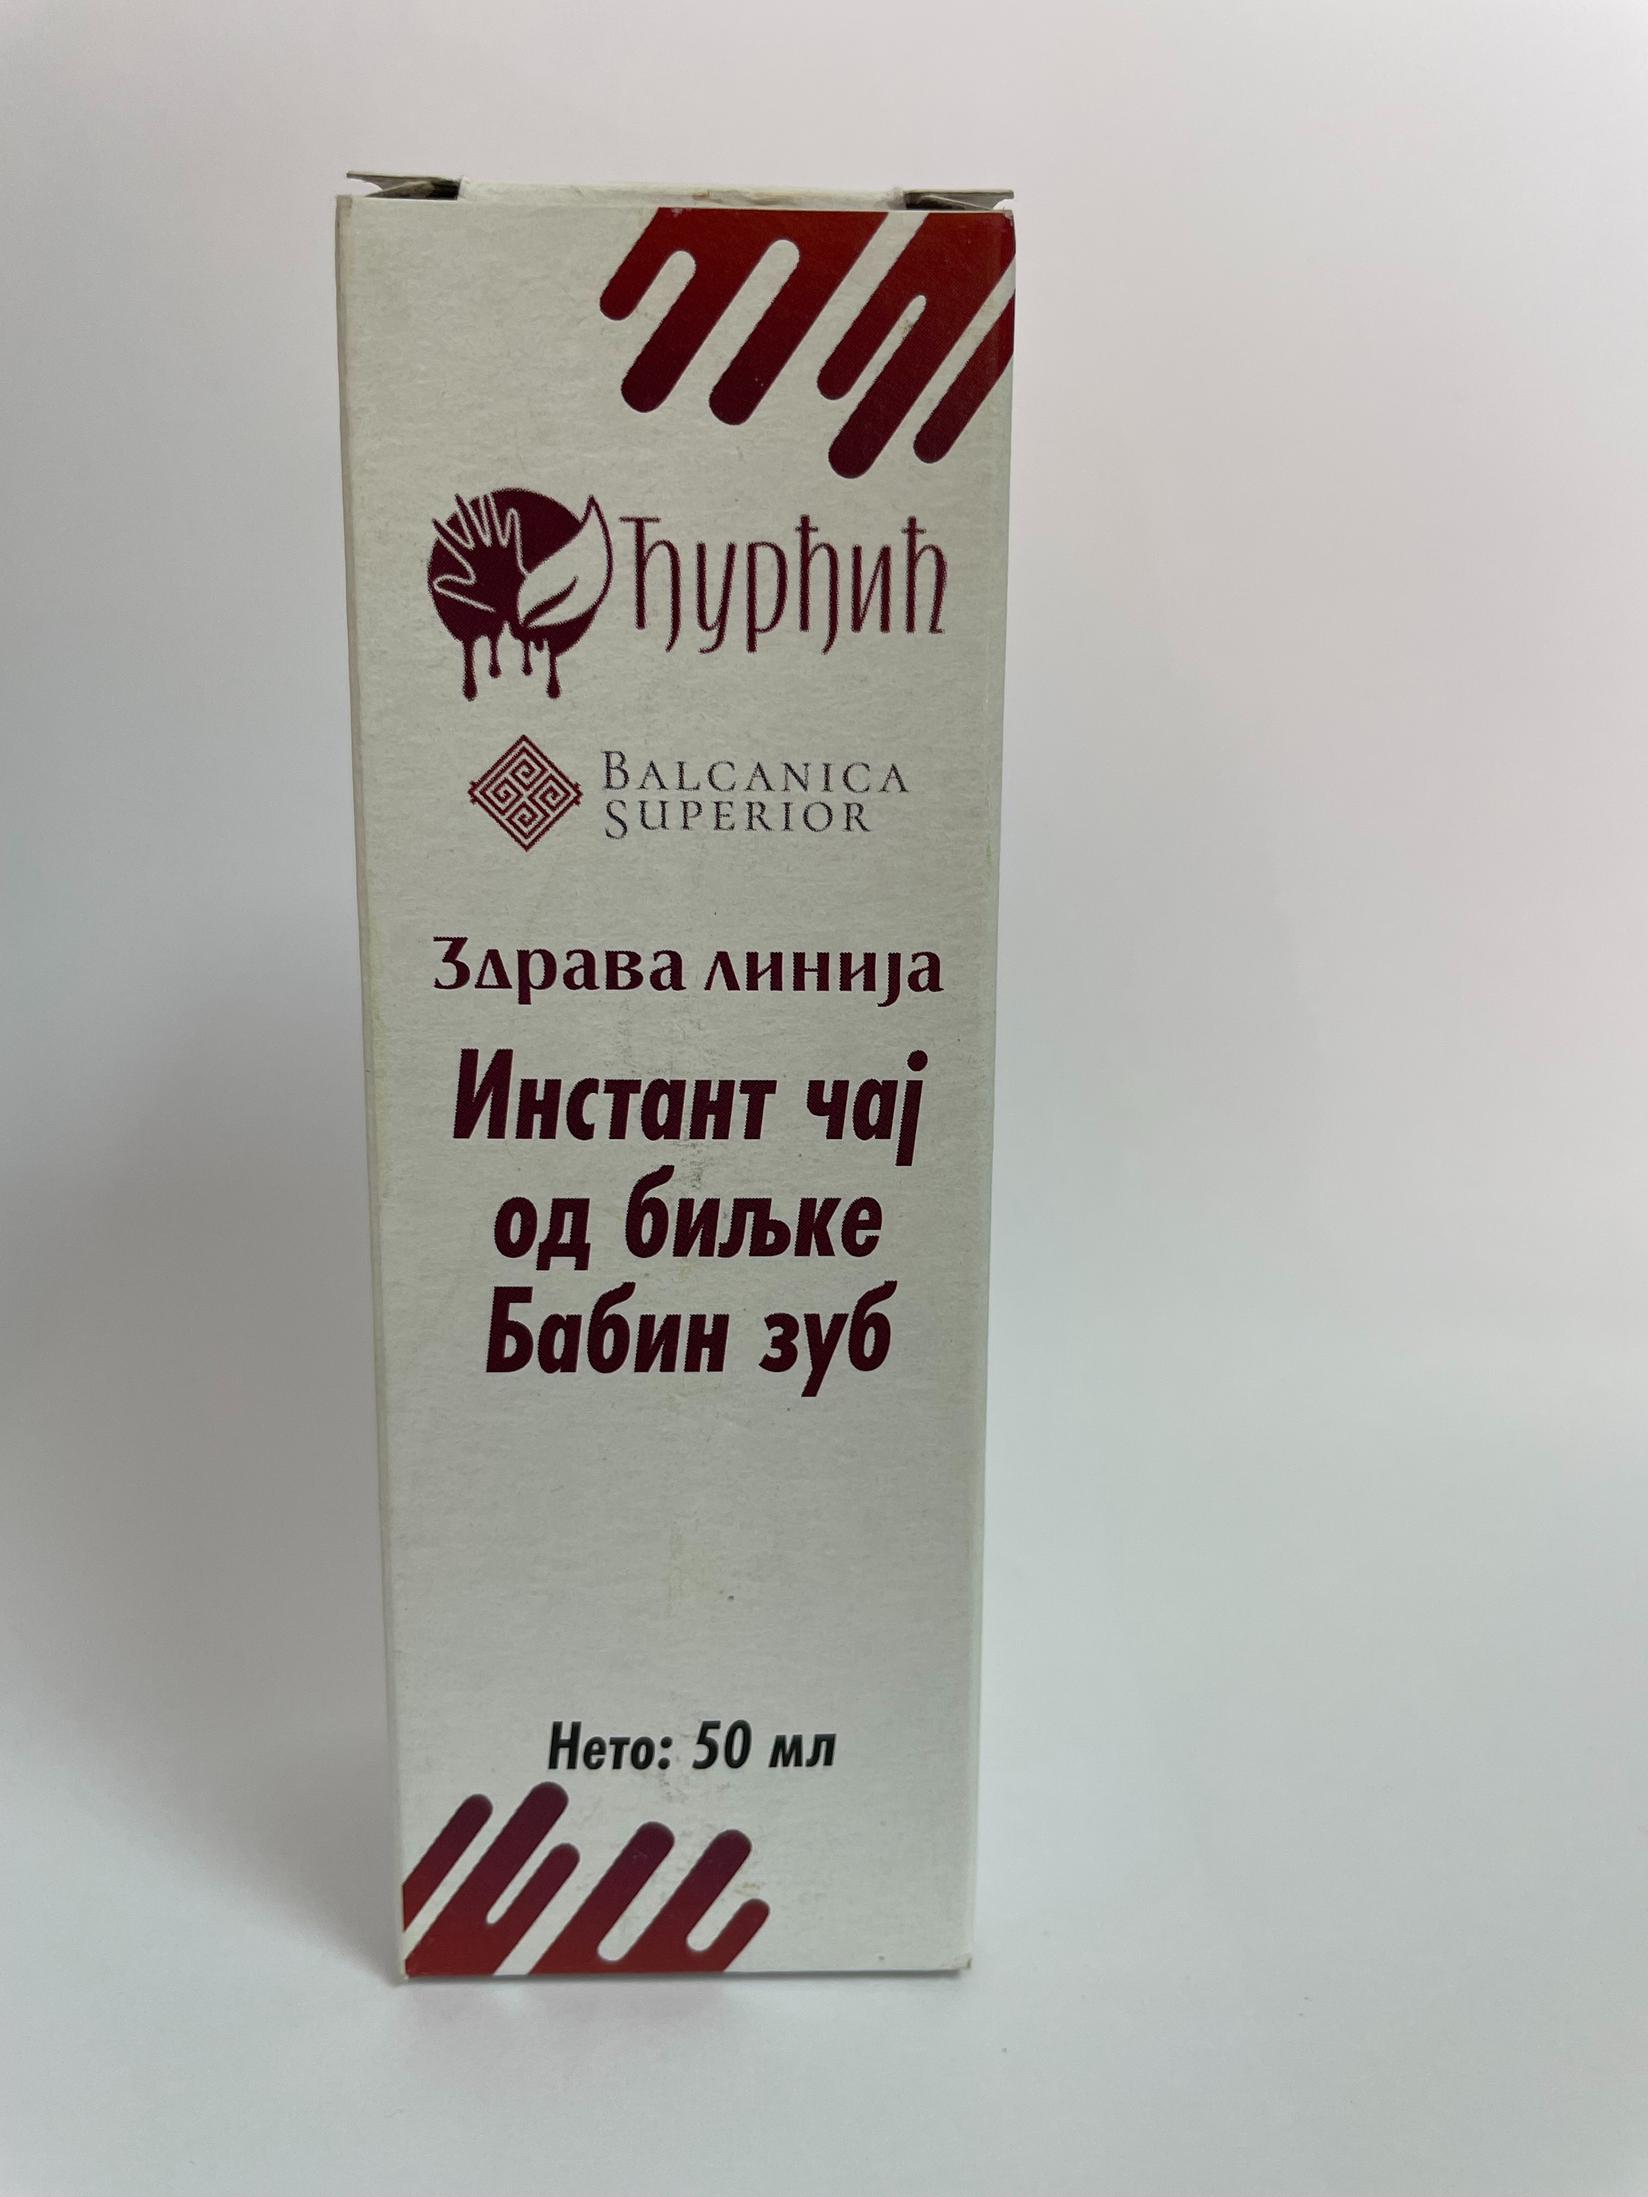 Ђурђић
BALCANICA
SUPERIOR
Здрава линија
Инстант чај
од биљке
Бабин зуб
Нето: 50 мл